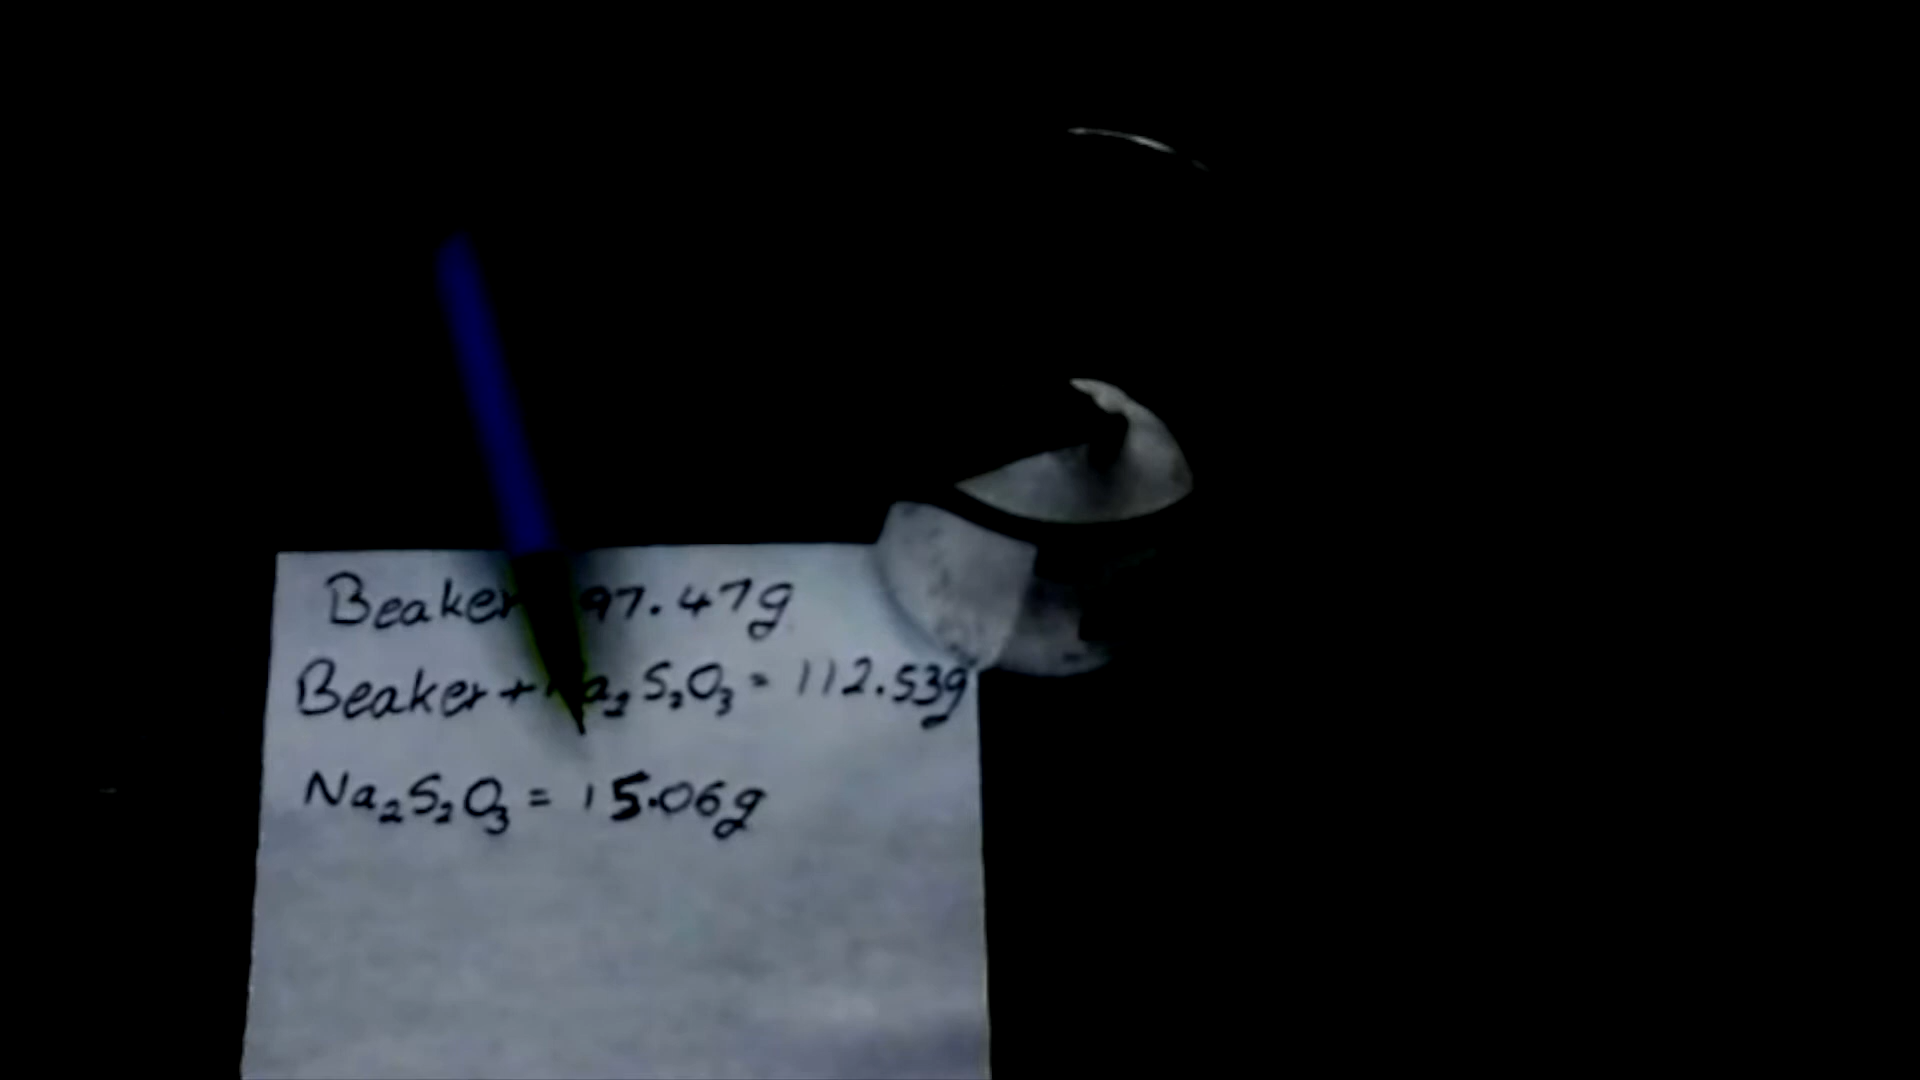 Beaker 97.47g
Beaker + Na₂S₂O₃ = 112.53g
Na₂S₂O₃ = 15.06g